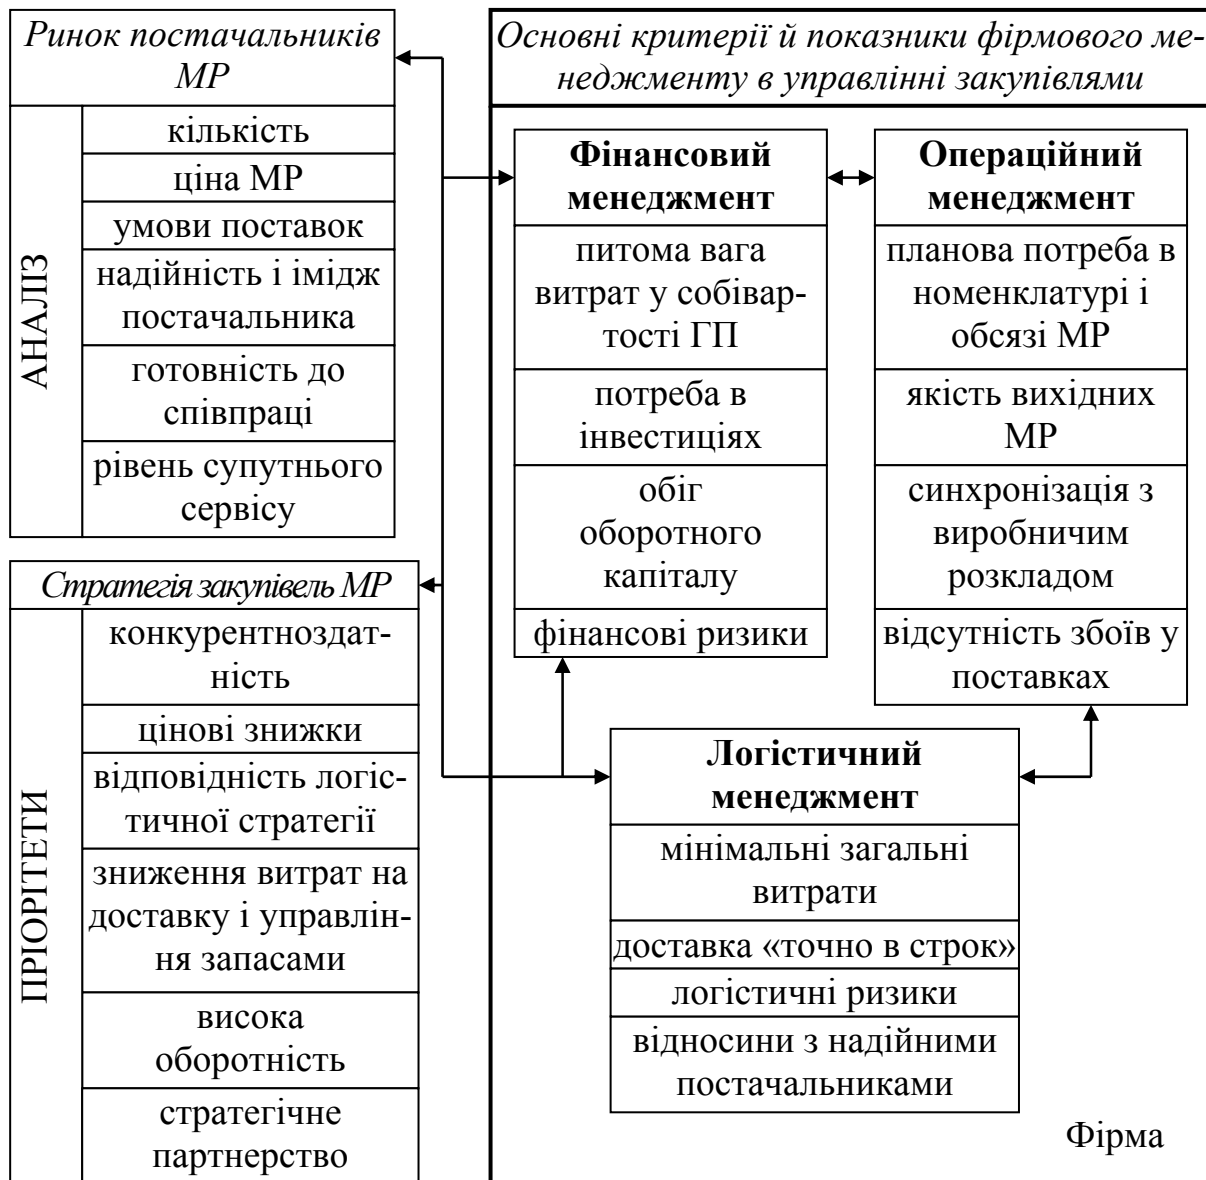 Ринок постачальників
МР
АНАЛІЗ
кількість
ціна МР
умови поставок
надійність і імідж
постачальника
готовність до
співпраці
рівень супутнього
сервісу
Стратегія закупівель МР
ПРІОРІТЕТИ
конкурентноздат-
ність
цінові знижки
відповідність логіс-
тичної стратегії
зниження витрат на
доставку і управлін-
ня запасами
висока
оборотність
стратегічне
партнерство
Основні критерії й показники фірмового ме-
неджменту в управлінні закупівлями
Фінансовий
менеджмент
питома вага
витрат у собівар-
тості ГП
потреба в
інвестиціях
обіг
оборотного
капіталу
фінансові ризики
Операційний
менеджмент
планова потреба в
номенклатурі і
обсязі МР
якість вихідних
МР
синхронізація з
виробничим
розкладом
відсутність збоїв у
поставках
Логістичний
менеджмент
мінімальні загальні
витрати
доставка «точно в строк»
логістичні ризики
відносини з надійними
постачальниками
Фірма